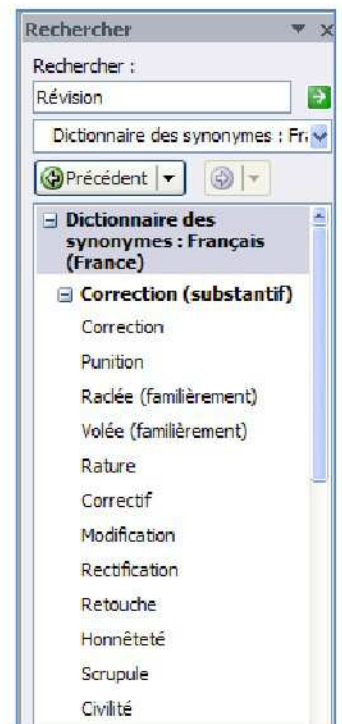 Rechercher
Rechercher :
Révision
Dictionnaire des synonymes : Fr
Précédent
Dictionnaire des
synonymes : Français
(France)
Correction (substantif)
Correction
Punition
Raclée (familièrement)
Volée (familièrement)
Rature
Correctif
Modification
Rectification
Retouche
Honnêteté
Scrupule
Civilité